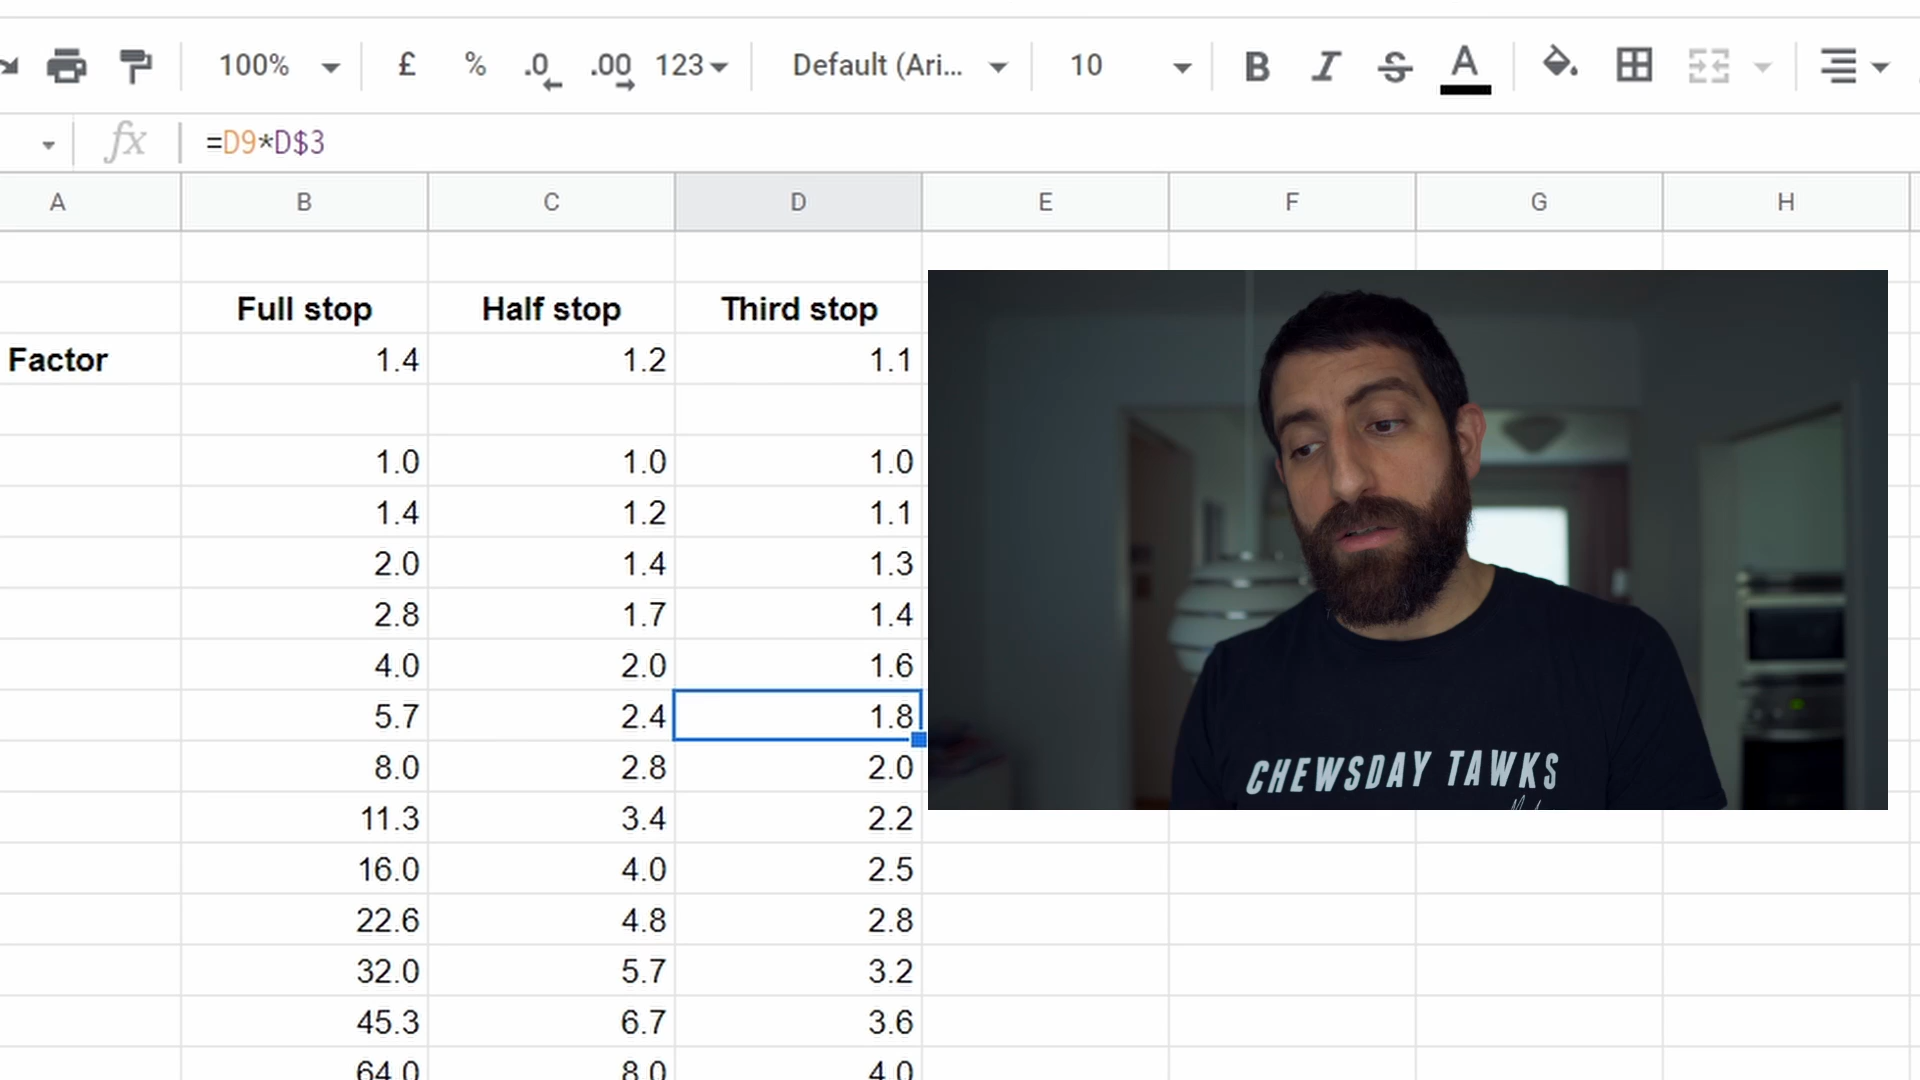 100% £ % .0 .00 123 Default (Ari... 10 B I S A
fx =D9*D$3
A B C D E F G H
Full stop Half stop Third stop
Factor 1.4 1.2 1.1
1.0 1.0 1.0
1.4 1.2 1.1
2.0 1.4 1.3
2.8 1.7 1.4
4.0 2.0 1.6
5.7 2.4 1.8
8.0 2.8 2.0
11.3 3.4 2.2
16.0 4.0 2.5
22.6 4.8 2.8
32.0 5.7 3.2
45.3 6.7 3.6
64.0 8.0 4.0
CHEWSDAY TAWKS